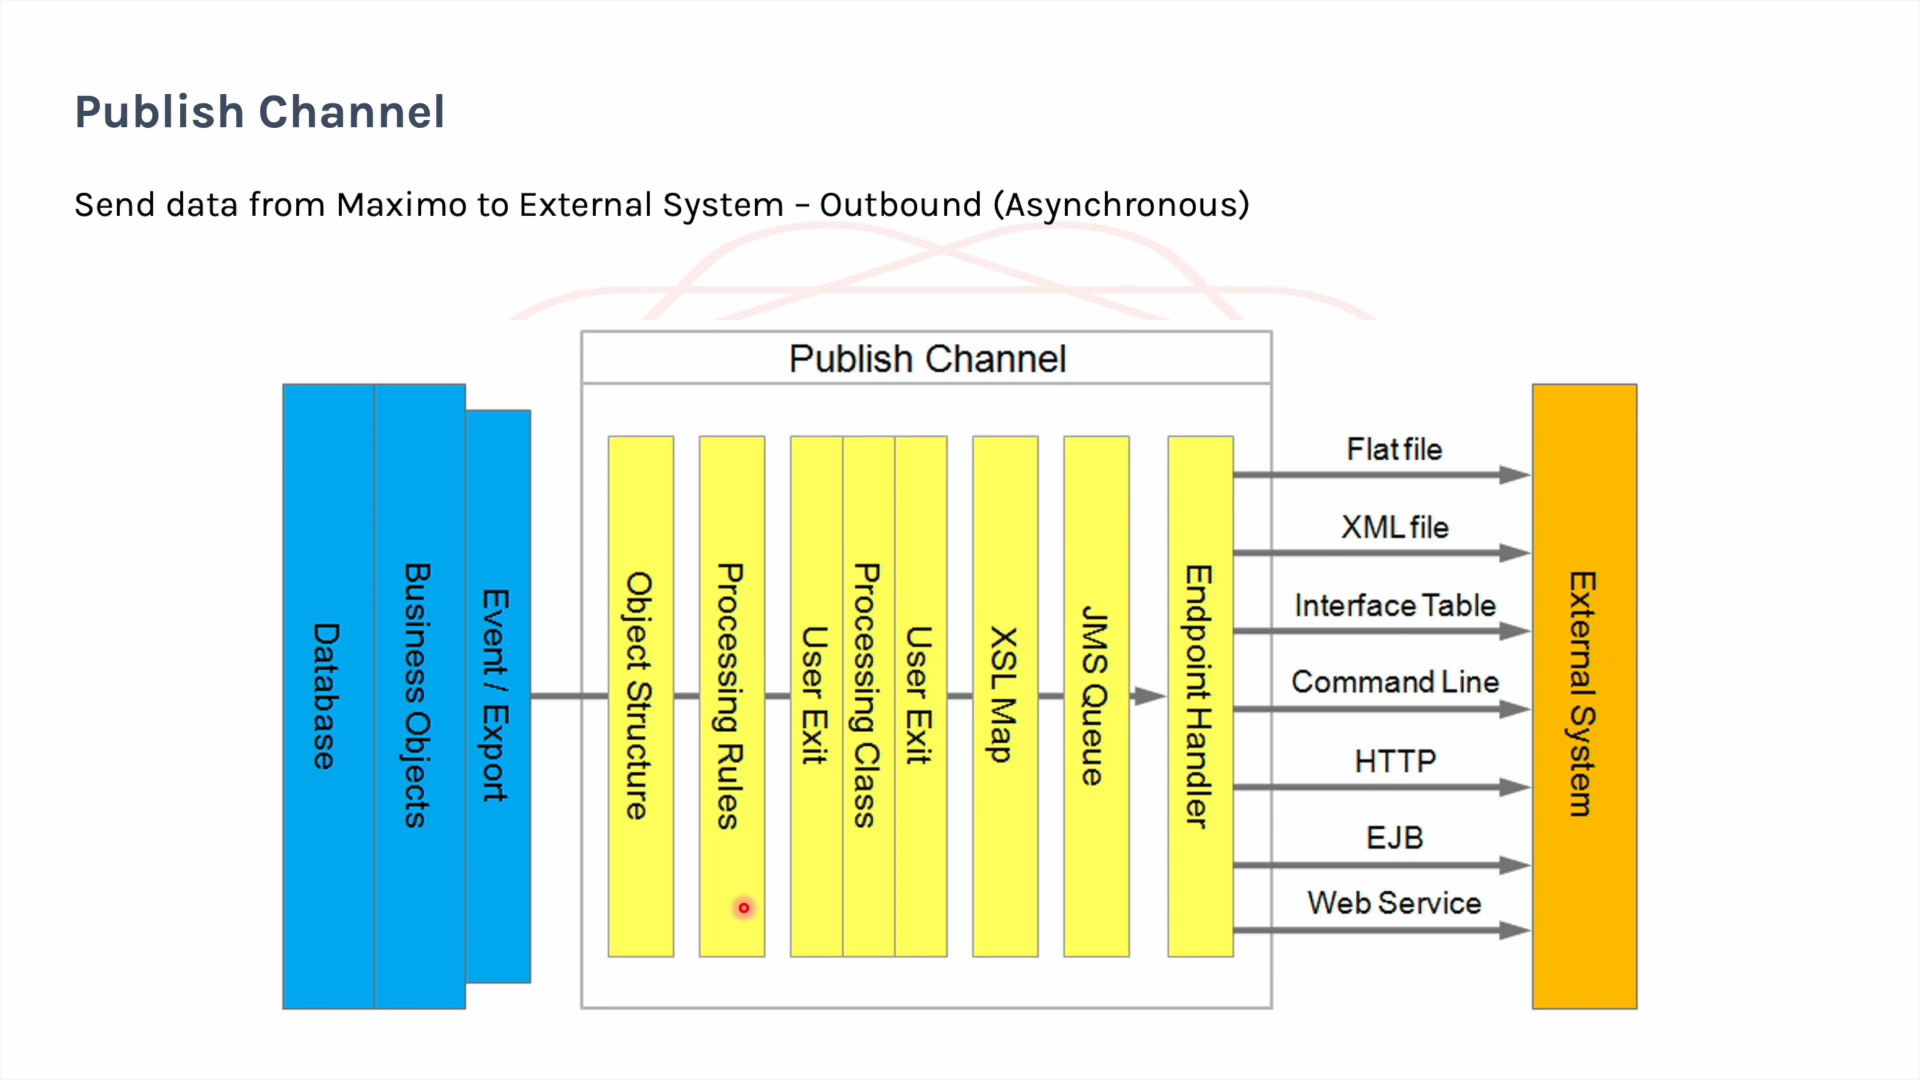 Publish Channel
Send data from Maximo to External System – Outbound (Asynchronous)
Publish Channel
Database
Business Objects
Event / Export
Object Structure
Processing Rules
User Exit
Processing Class
User Exit
XSL Map
JMS Queue
Endpoint Handler
Flat file
XML file
Interface Table
Command Line
HTTP
EJB
Web Service
External System